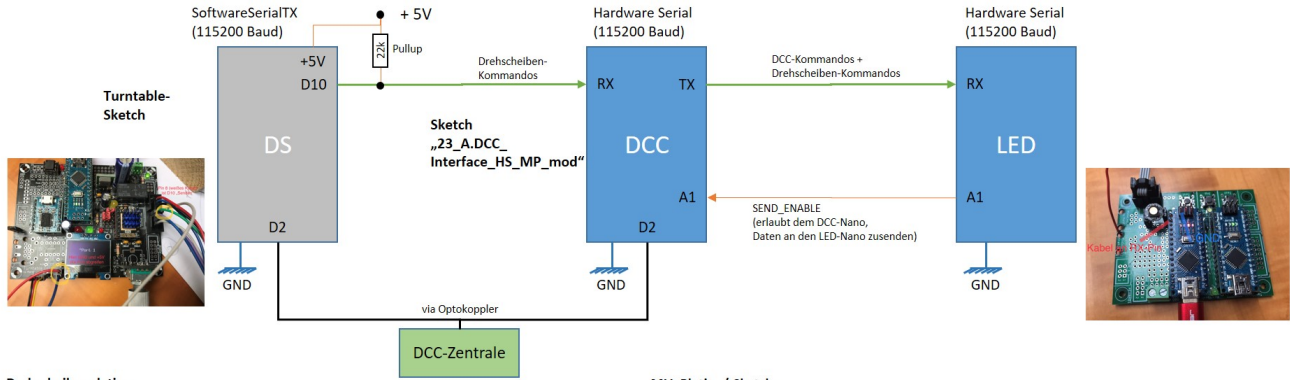 SoftwareSerialTX
(115200 Baud)
+ 5V
22k
Pullup
+5V
D10
DS
D2
GND
Turntable-
Sketch
Drehscheiben-
Kommandos
Sketch
„23_A.DCC_
Interface_HS_MP_mod“
Hardware Serial
(115200 Baud)
RX
TX
DCC
A1
D2
GND
DCC-Kommandos +
Drehscheiben-Kommandos
SEND_ENABLE
(erlaubt dem DCC-Nano,
Daten an den LED-Nano zusenden)
Hardware Serial
(115200 Baud)
RX
LED
A1
GND
via Optokoppler
DCC-Zentrale
GND